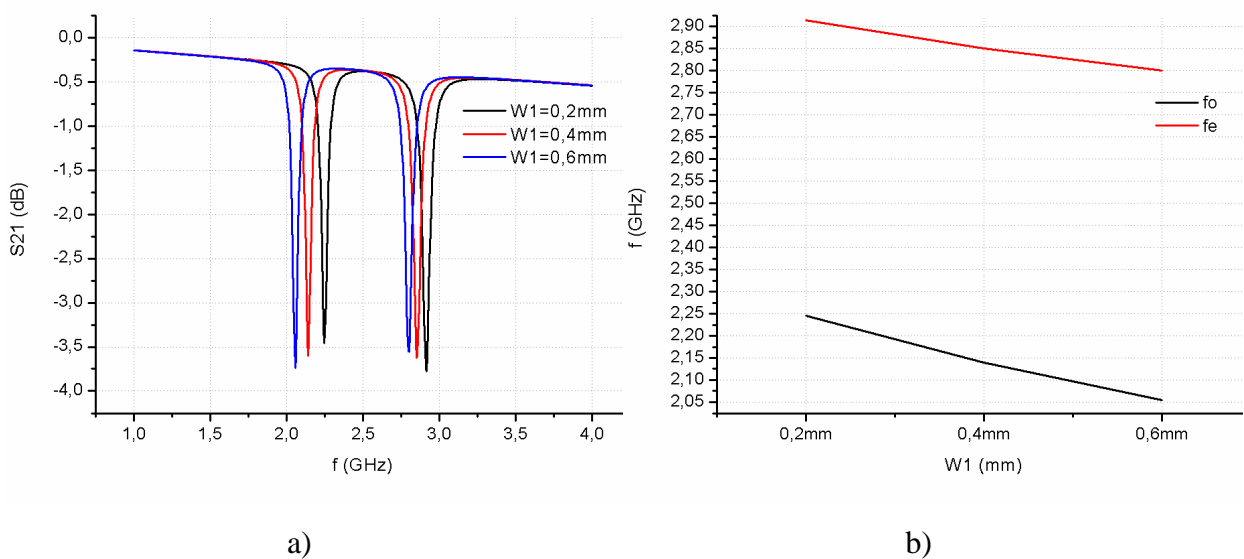 0,0
-0,5
-1,0
-1,5
-2,0
-2,5
-3,0
-3,5
-4,0
S21 (dB)
W1=0,2mm
W1=0,4mm
W1=0,6mm
1,0 1,5 2,0 2,5 3,0 3,5 4,0
f (GHz)
a)
2,90
2,85
2,80
2,75
2,70
2,65
2,60
2,55
2,50
2,45
2,40
2,35
2,30
2,25
2,20
2,15
2,10
2,05
f (GHz)
fo
fe
0,2mm 0,4mm 0,6mm
W1 (mm)
b)